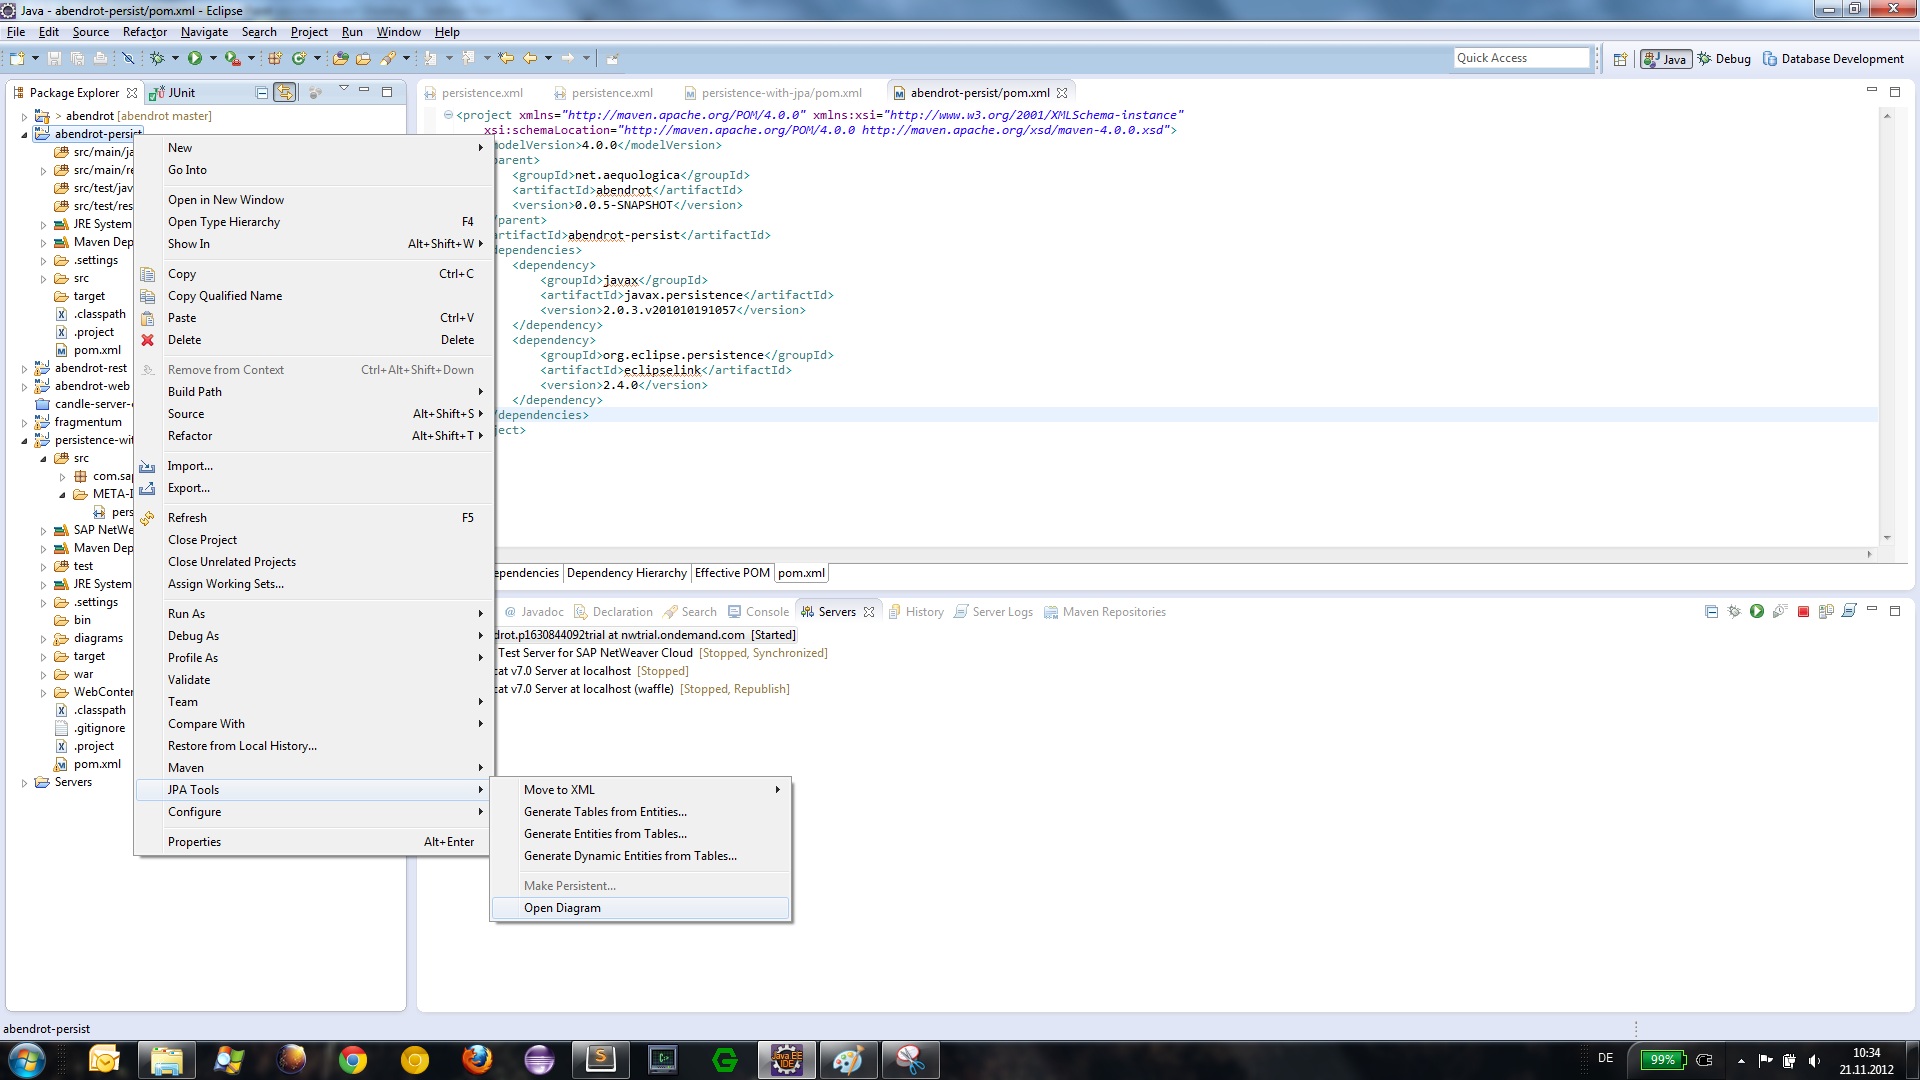 Java - abendrot-persist/pom.xml - Eclipse
File Edit Source Refactor Navigate Search Project Run Window Help
Quick Access
Java
Debug
Database Development
Package Explorer
JUnit
> abendrot [abendrot master]
abendrot-persist
src/main/ja
src/main/re
src/test/jav
src/test/res
JRE System
Maven Dep
.settings
src
target
.classpath
.project
pom.xml
abendrot-rest
abendrot-web
candle-server-
fragmentum
persistence-wit
src
com.sap
META-I
pers
SAP NetWe
Maven Dep
test
JRE System
.settings
bin
diagrams
target
war
WebConter
.classpath
.gitignore
.project
pom.xml
Servers
New
Go Into
Open in New Window
Open Type Hierarchy F4
Show In Alt+Shift+W
Copy Ctrl+C
Copy Qualified Name
Paste Ctrl+V
Delete Delete
Remove from Context Ctrl+Alt+Shift+Down
Build Path
Source Alt+Shift+S
Refactor Alt+Shift+T
Import...
Export...
Refresh F5
Close Project
Close Unrelated Projects
Assign Working Sets...
Run As
Debug As
Profile As
Validate
Team
Compare With
Restore from Local History...
Maven
JPA Tools
Configure
Properties Alt+Enter
Move to XML
Generate Tables from Entities...
Generate Entities from Tables...
Generate Dynamic Entities from Tables...
Make Persistent...
Open Diagram
persistence.xml
persistence.xml
persistence-with-jpa/pom.xml
abendrot-persist/pom.xml
<project xmlns="http://maven.apache.org/POM/4.0.0" xmlns:xsi="http://www.w3.org/2001/XMLSchema-instance"
xsi:schemaLocation="http://maven.apache.org/POM/4.0.0 http://maven.apache.org/xsd/maven-4.0.0.xsd">
modelVersion>4.0.0</modelVersion>
arent>
<groupId>net.aequologica</groupId>
<artifactId>abendrot</artifactId>
<version>0.0.5-SNAPSHOT</version>
/parent>
artifactId>abendrot-persist</artifactId>
dependencies>
<dependency>
<groupId>javax</groupId>
<artifactId>javax.persistence</artifactId>
<version>2.0.3.v201010191057</version>
</dependency>
<dependency>
<groupId>org.eclipse.persistence</groupId>
<artifactId>eclipselink</artifactId>
<version>2.4.0</version>
</dependency>
/dependencies>
ject>
ependencies
Dependency Hierarchy
Effective POM
pom.xml
@ Javadoc
Declaration
Search
Console
Servers
History
Server Logs
Maven Repositories
drot.p1630844092trial at nwtrial.ondemand.com [Started]
Test Server for SAP NetWeaver Cloud [Stopped, Synchronized]
cat v7.0 Server at localhost [Stopped]
cat v7.0 Server at localhost (waffle) [Stopped, Republish]
abendrot-persist
Java EE
IDE
DE
99%
10:34
21.11.2012